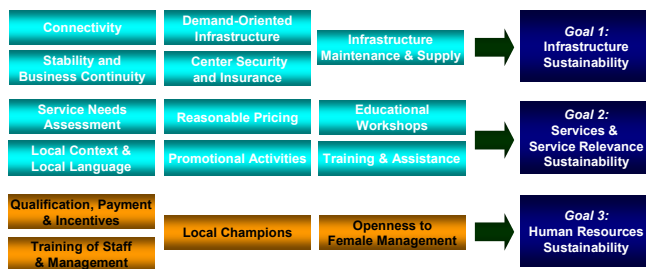 Connectivity
Demand-Oriented
Infrastructure
Stability and
Business Continuity
Center Security
and Insurance
Infrastructure
Maintenance & Supply
Goal 1:
Infrastructure
Sustainability
Service Needs
Assessment
Reasonable Pricing
Educational
Workshops
Local Context &
Local Language
Promotional Activities
Training & Assistance
Goal 2:
Services &
Service Relevance
Sustainability
Qualification, Payment
& Incentives
Training of Staff
& Management
Local Champions
Openness to
Female Management
Goal 3:
Human Resources
Sustainability